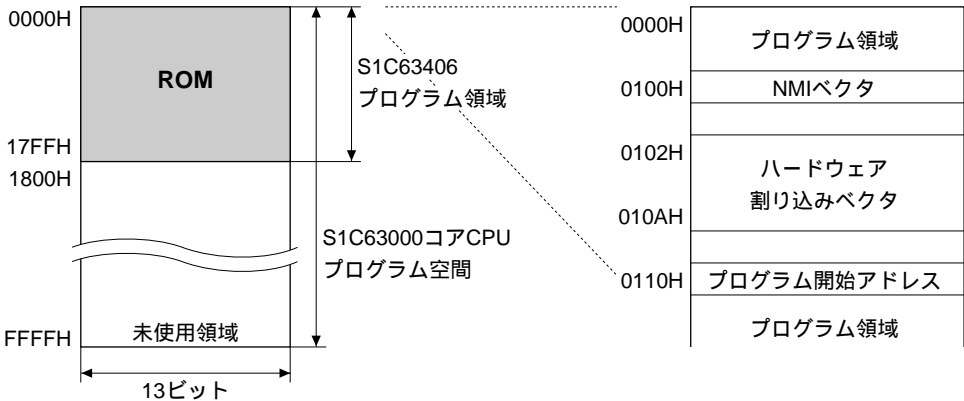 0000H
ROM
S1C63406
プログラム領域
17FFH
1800H
S1C63000コアCPU
プログラム空間
FFFFH
未使用領域
13ビット
0000H
プログラム領域
0100H
NMIベクタ
0102H
ハードウェア
割り込みベクタ
010AH
0110H
プログラム開始アドレス
プログラム領域